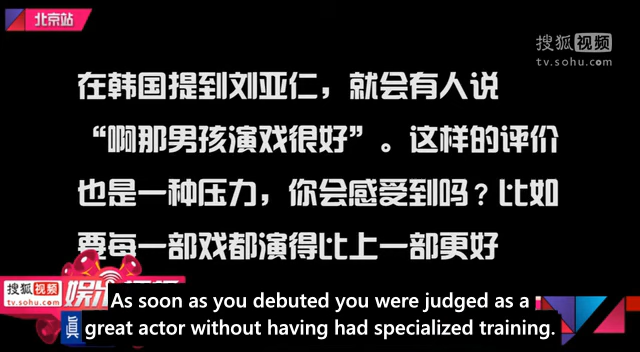 北京站
搜狐视频
tv.sohu.com
在韩国提到刘亚仁，就会有人说
“啊那男孩演戏很好”。这样的评价
也是一种压力，你会感受到吗？比如
要每一部戏都演得比上一部更好
搜狐视频
tv.sohu.com
真
As soon as you debuted you were judged as a
great actor without having had specialized training.